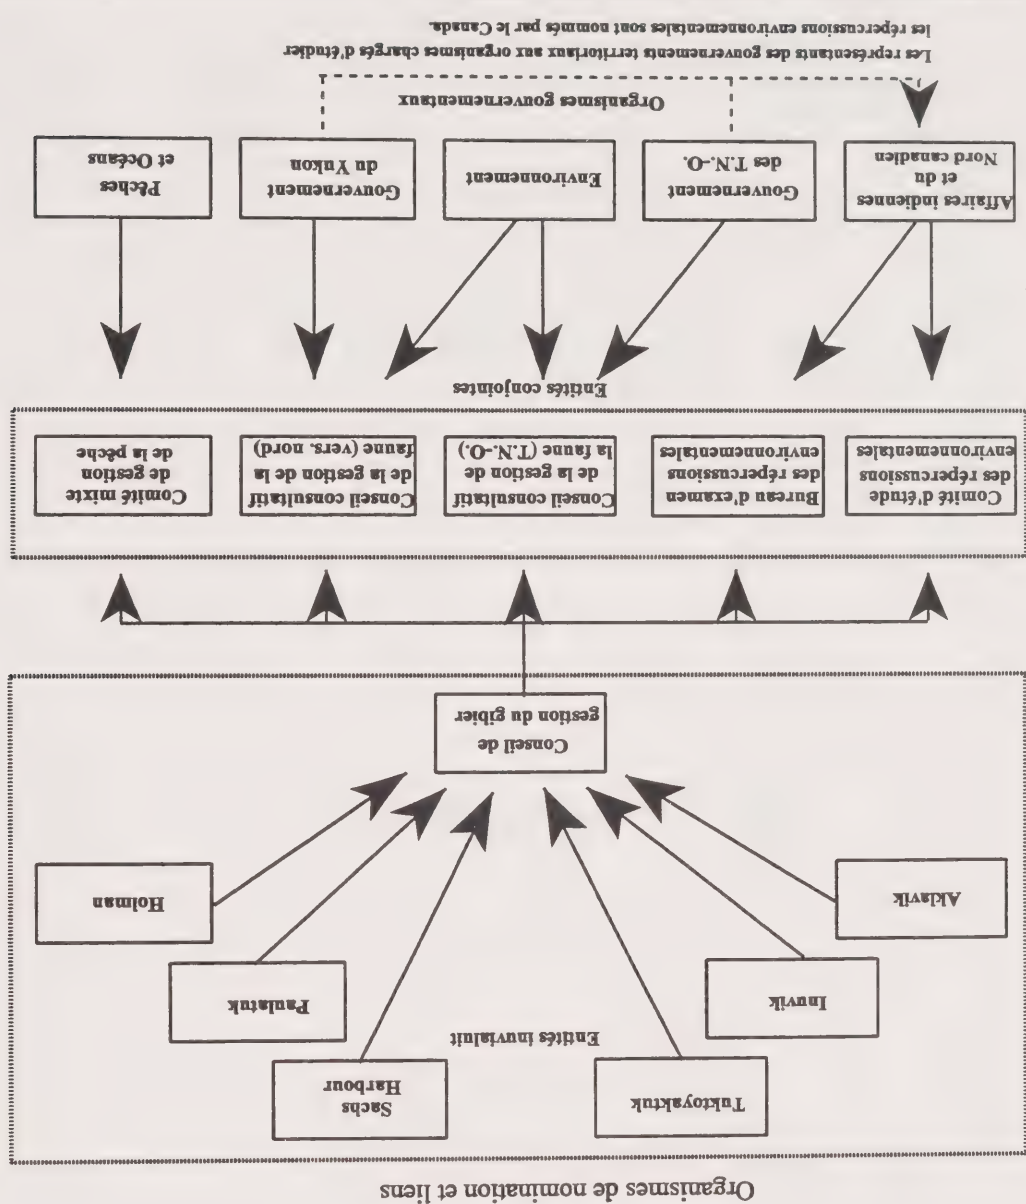 Organismes de nomination et liens
Tuktoyaktuk
Sachs
Harbour
Entités inuvialuit
Inuvik
Paulatuk
Aklavik
Holman
Conseil de
gestion du gibier
Comité d'étude
des répercussions
environnementales
Bureau d'examen
des répercussions
environnementales
Conseil consultatif
de la gestion de
la faune (T.N.-O.)
Conseil consultatif
de la gestion de la
faune (vers. nord)
Comité mixte
de gestion
de la pêche
Entités conjointes
Affaires indiennes
et du
Nord canadien
Gouvernement
des T.N.-O.
Environnement
Gouvernement
du Yukon
Pêches
et Océans
Organismes gouvernementaux
Les représentants des gouvernements territoriaux aux organismes chargés d'étudier
les répercussions environnementales sont nommés par le Canada.